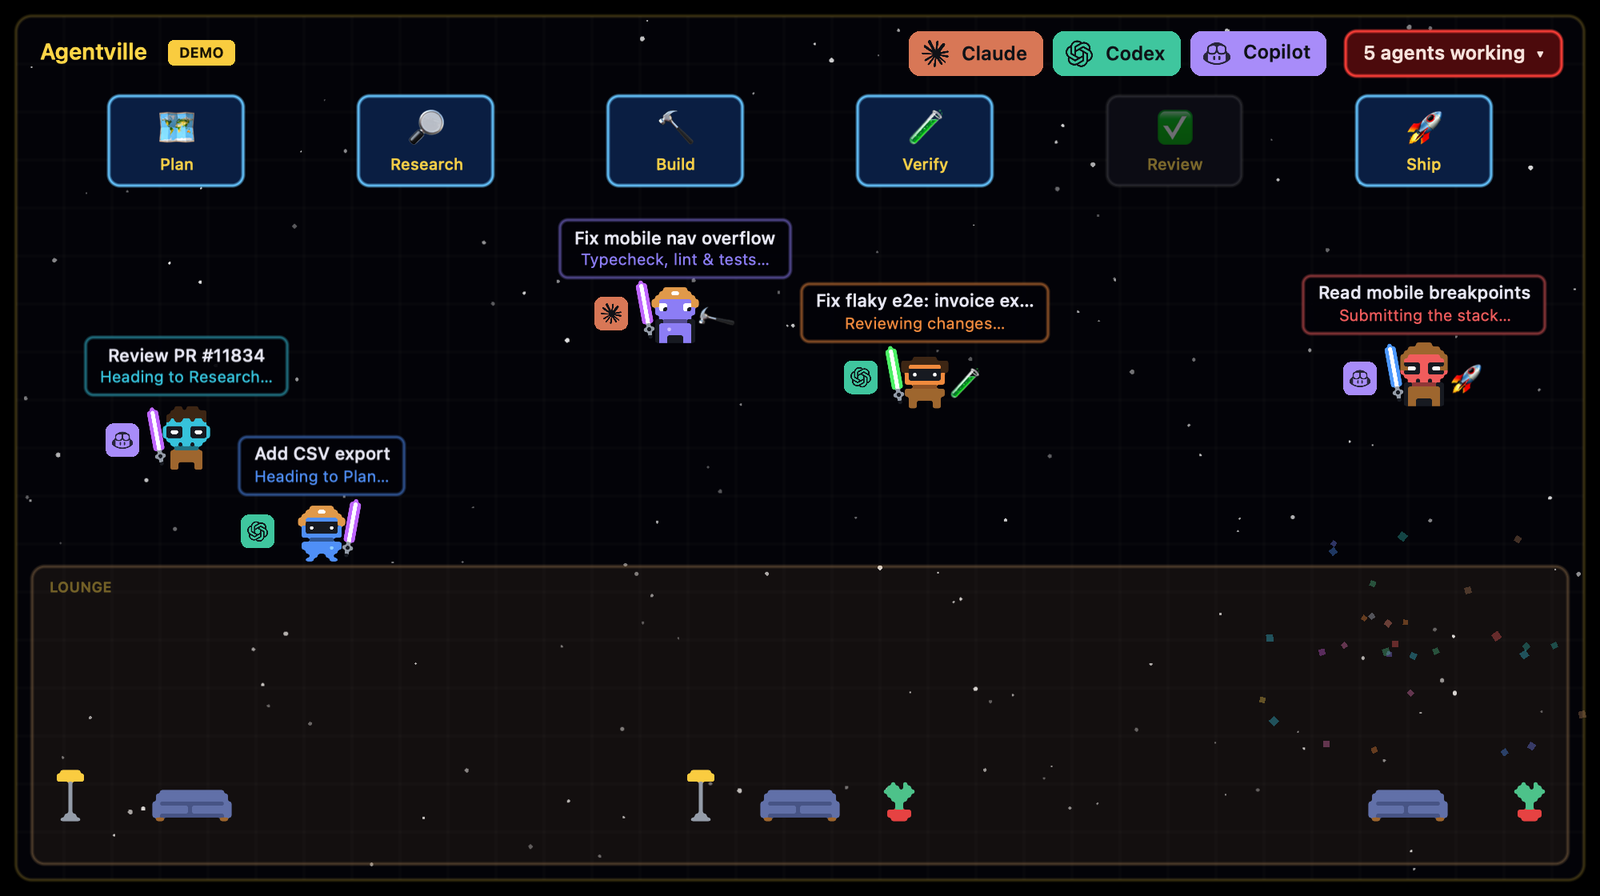 Agentville
DEMO
Claude
Codex
Copilot
5 agents working
Plan
Research
Build
Verify
Review
Ship
Fix mobile nav overflow
Typecheck, lint & tests...
Fix flaky e2e: invoice ex...
Reviewing changes...
Read mobile breakpoints
Submitting the stack...
Review PR #11834
Heading to Research...
Add CSV export
Heading to Plan...
LOUNGE